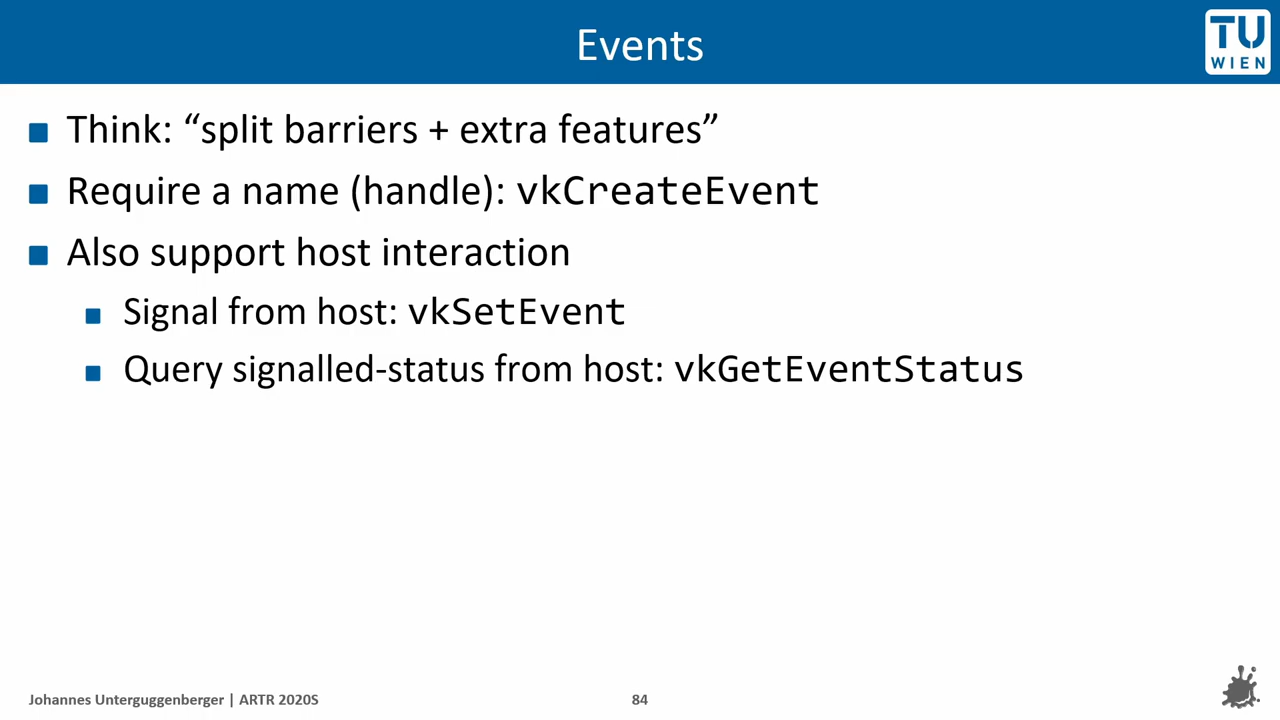 Events
TU
WIEN
Think: “split barriers + extra features”
Require a name (handle): vkCreateEvent
Also support host interaction
Signal from host: vkSetEvent
Query signalled-status from host: vkGetEventStatus
Johannes Unterguggenberger | ARTR 2020S
84